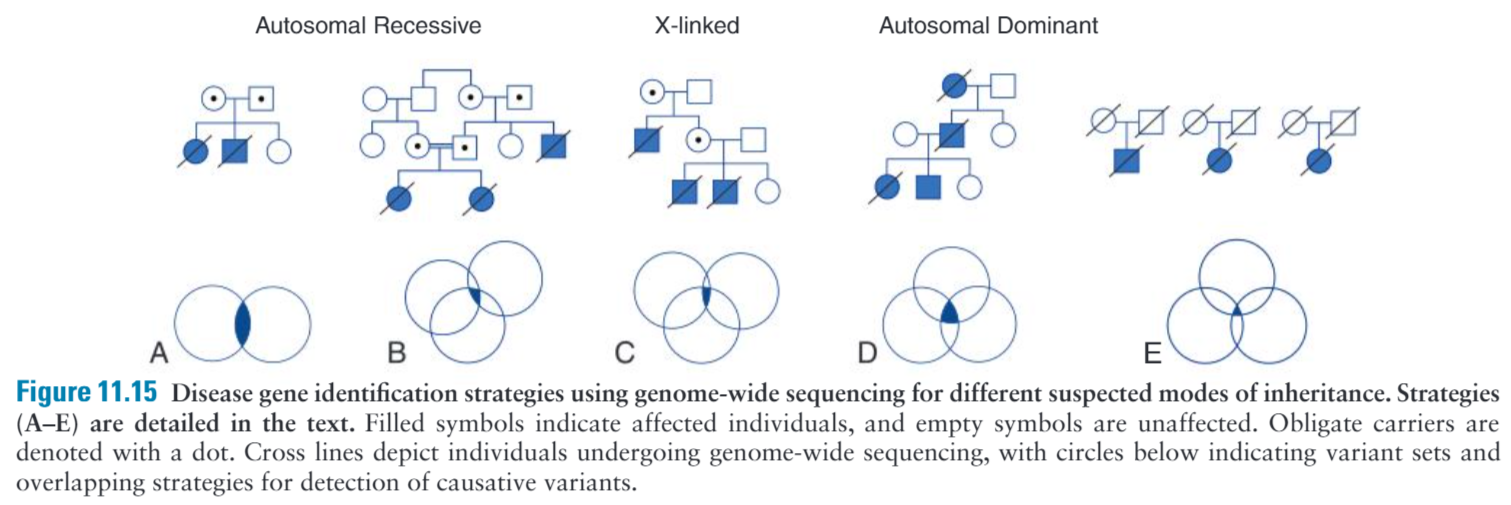 Autosomal Recessive
X-linked
Autosomal Dominant
A
B
C
D
E
Figure 11.15 Disease gene identification strategies using genome-wide sequencing for different suspected modes of inheritance. Strategies
(A–E) are detailed in the text. Filled symbols indicate affected individuals, and empty symbols are unaffected. Obligate carriers are
denoted with a dot. Cross lines depict individuals undergoing genome-wide sequencing, with circles below indicating variant sets and
overlapping strategies for detection of causative variants.